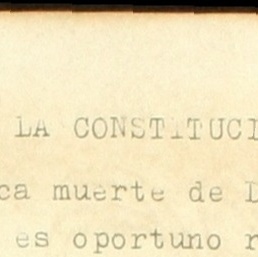 LA CONSTITUCI
ca muerte de D
es oportuno